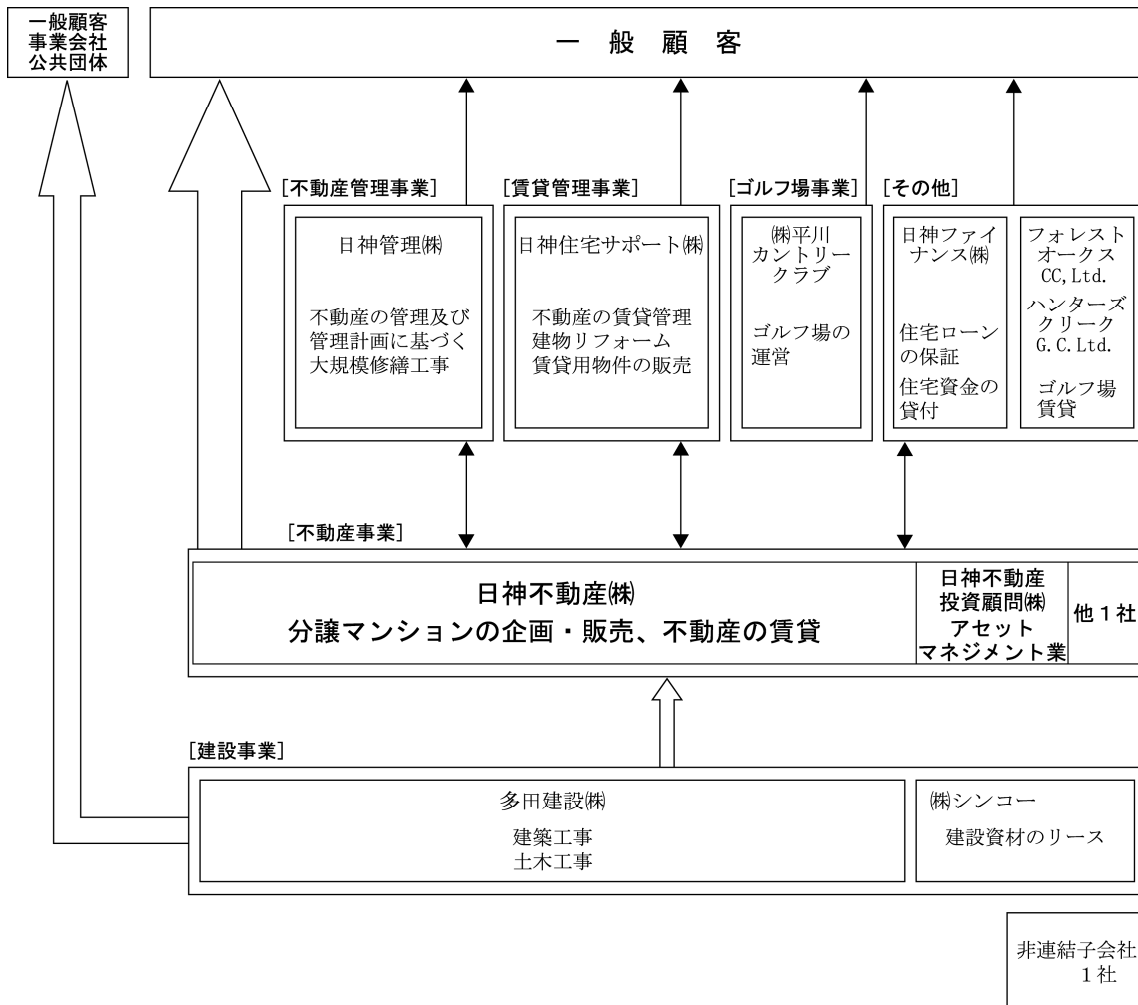 一般顧客
事業会社
公共団体
一般顧客
[不動産管理事業]
日神管理㈱
不動産の管理及び
管理計画に基づく
大規模修繕工事
[賃貸管理事業]
日神住宅サポート㈱
不動産の賃貸管理
建物リフォーム
賃貸用物件の販売
[ゴルフ場事業]
㈱平川
カントリー
クラブ
ゴルフ場の
運営
[その他]
日神ファイ
ナンス㈱
住宅ローン
の保証
住宅資金の
貸付
フォレスト
オークス
CC, Ltd.
ハンターズ
クリーク
G.C.Ltd.
ゴルフ場
賃貸
[不動産事業]
日神不動産㈱
分譲マンションの企画・販売、不動産の賃貸
日神不動産
投資顧問㈱
アセット
マネジメント業
他1社
[建設事業]
多田建設㈱
建築工事
土木工事
㈱シンコー
建設資材のリース
非連結子会社
1社